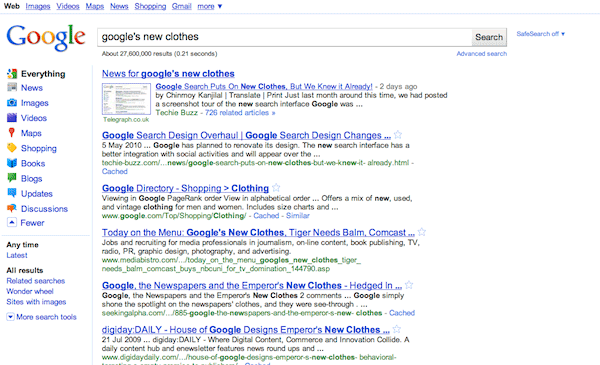 Web Images Videos Maps News Shopping Gmail more ▼
Google
google's new clothes
Search
SafeSearch off ▼
About 27,600,000 results (0.21 seconds)
Advanced search
Everything
News
Images
Videos
Maps
Shopping
Books
Blogs
Updates
Discussions
Fewer
Any time
Latest
All results
Related searches
Wonder wheel
Sites with images
More search tools
News for google's new clothes
Telegraph.co.uk
Google Search Puts On New Clothes, But We Knew it Already! - 2 days ago
by Chinmoy Kanjilal | Translate | Print Just last month around this time, we had posted
a screenshot tour of the new search interface Google was ...
Techie Buzz - 726 related articles »
Google Search Design Overhaul | Google Search Design Changes ...
5 May 2010 ... Google has planned to renovate its design. The new search interface has a
better integration with social activities and will appear over the ...
techie-buzz.com/...news/google-search-puts-on-new-clothes-but-we-knew-it- already.html -
Cached
Google Directory - Shopping > Clothing
Viewing in Google PageRank order View in alphabetical order ... Offers a mix of new, used,
and vintage clothing for men and women. Includes size charts and ...
www.google.com/Top/Shopping/Clothing/ - Cached - Similar
Today on the Menu: Google's New Clothes, Tiger Needs Balm, Comcast ...
Jobs and recruiting for media professionals in journalism, on-line content, book publishing, TV,
radio, PR, graphic design, photography, and advertising.
www.mediabistro.com/.../today_on_the_menu_googles_new_clothes_tiger_
needs_balm_comcast_buys_nbcuni_for_tv_domination_144790.asp
Google, the Newspapers and the Emperor's New Clothes - Hedged In ...
Google, the Newspapers and the Emperor's New Clothes 2 comments ... Google simply
shone the spotlight on the newspapers' clothes, and they were see-through . ...
seekingalpha.com/.../885-google-the-newspapers-and-the-emperor-s-new- clothes - Cached
digiday:DAILY - House of Google Designs Emperor's New Clothes ...
21 Jul 2009 ... digiday:DAILY - Where Digital Content, Commerce and Innovation Collide. A
daily content hub and enewsletter features news round ups and ...
www.digidaydaily.com/.../house-of-google-designs-emperor-s-new-clothes- behavioral-